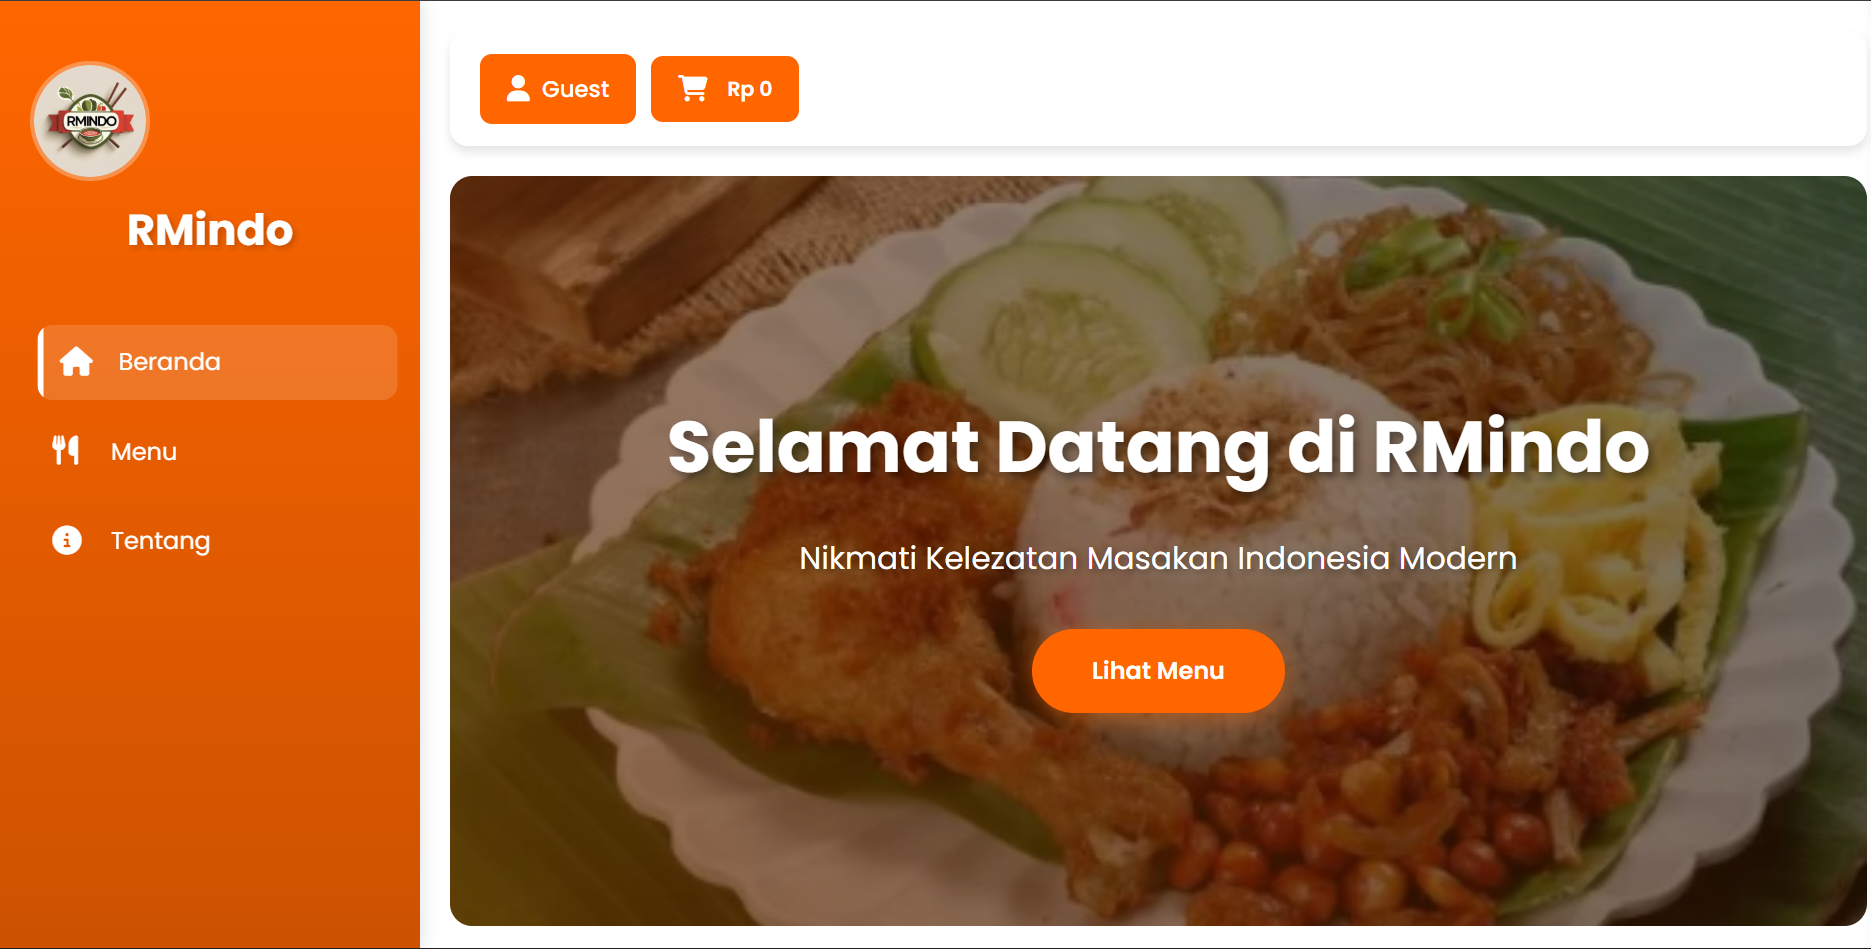 RMINDO
RMindo
Beranda
Menu
Tentang
Guest
Rp 0
Selamat Datang di RMindo
Nikmati Kelezatan Masakan Indonesia Modern
Lihat Menu